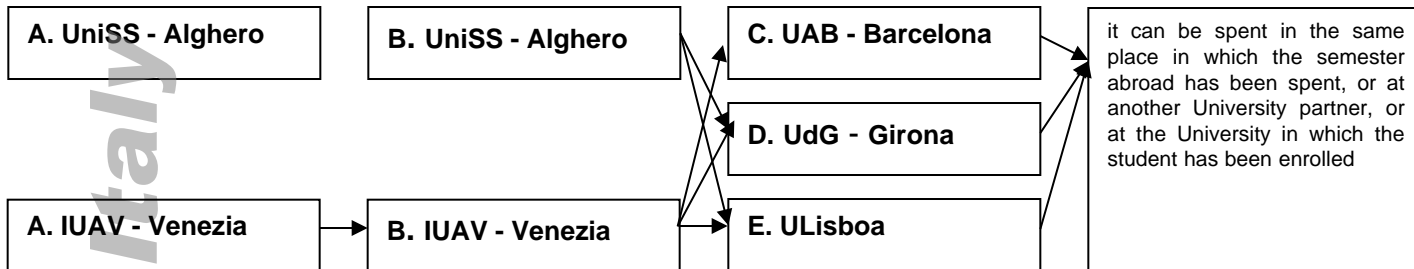 A. UniSS - Alghero
B. UniSS - Alghero
C. UAB - Barcelona
it can be spent in the same
place in which the semester
abroad has been spent, or at
another University partner, or
at the University in which the
student has been enrolled
D. UdG - Girona
Italy
A. IUAV - Venezia
B. IUAV - Venezia
E. ULisboa